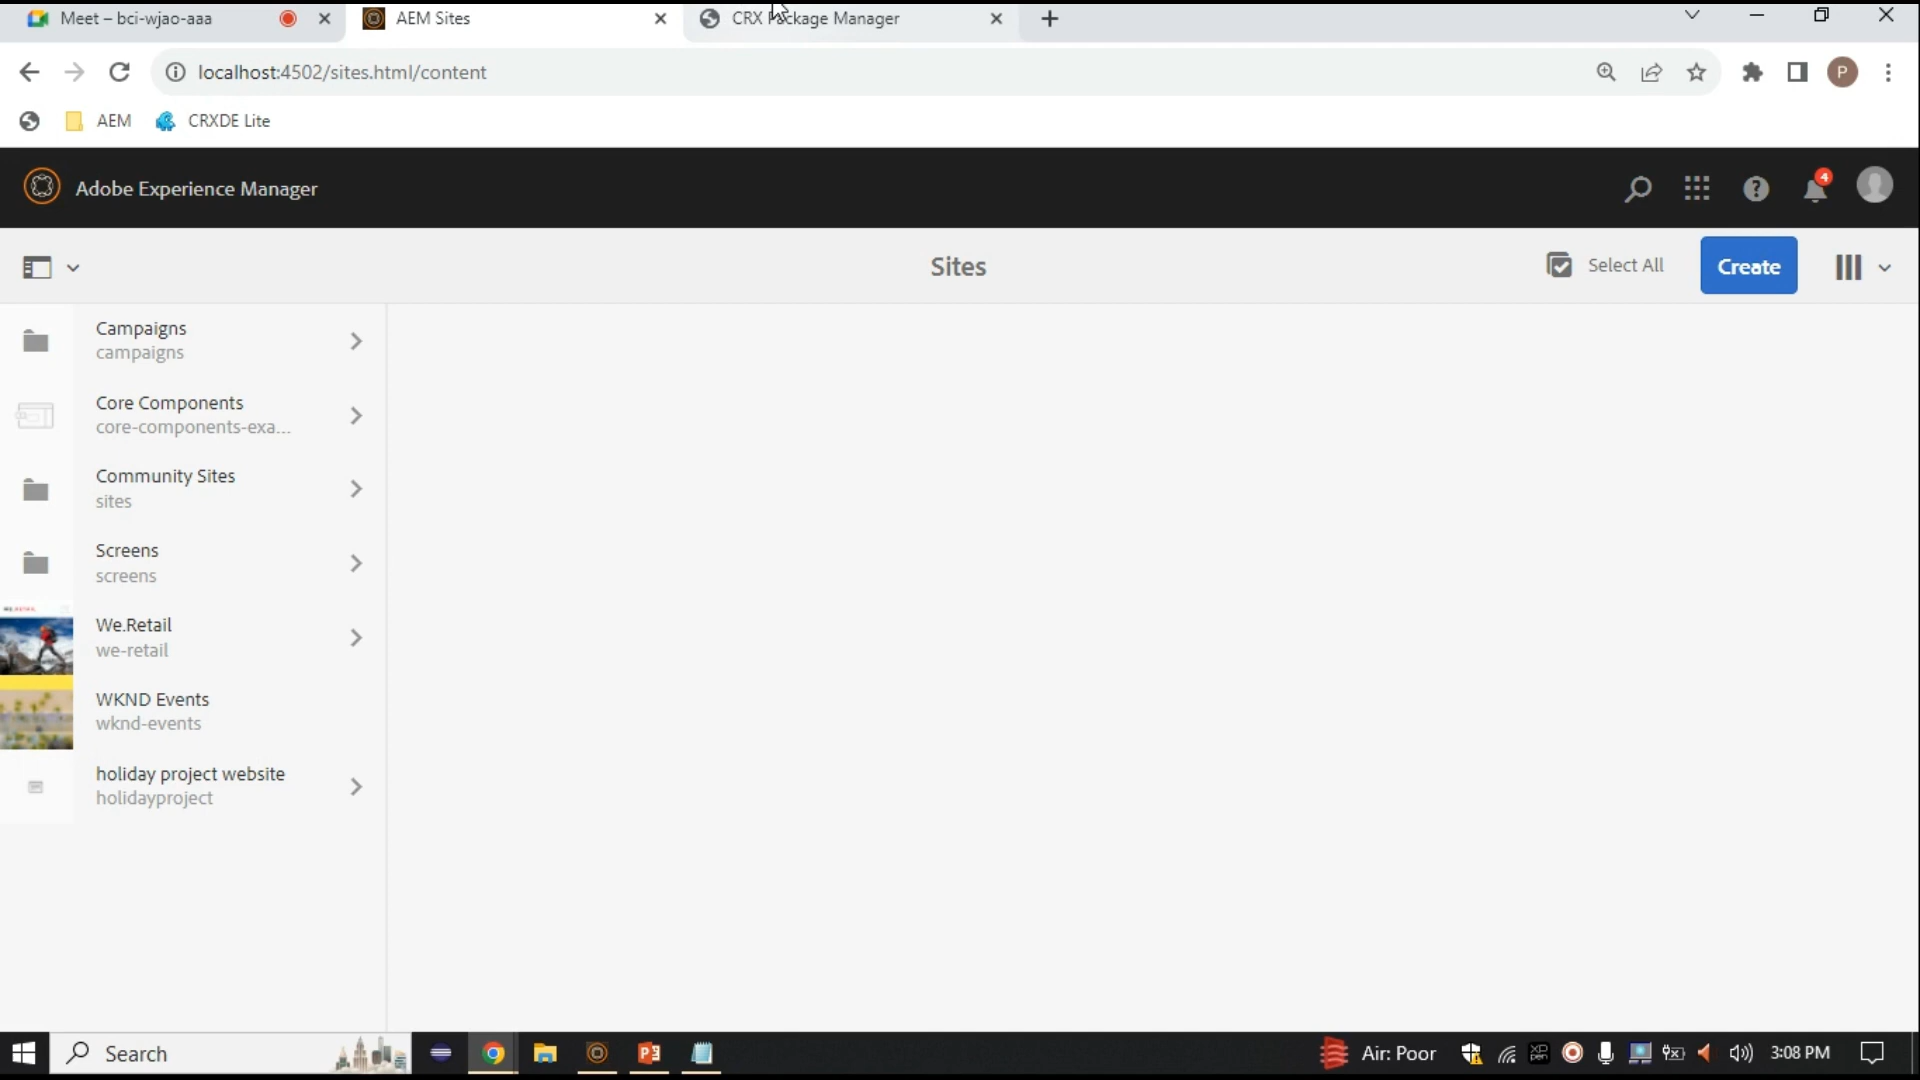 Meet – bci-wjao-aaa
AEM Sites
CRX Package Manager
localhost:4502/sites.html/content
P
AEM
CRXDE Lite
Adobe Experience Manager
4
Sites
Select All
Create
Campaigns
campaigns
Core Components
core-components-exa...
Community Sites
sites
Screens
screens
We.Retail
we-retail
WKND Events
wknd-events
holiday project website
holidayproject
Search
Air: Poor
3:08 PM